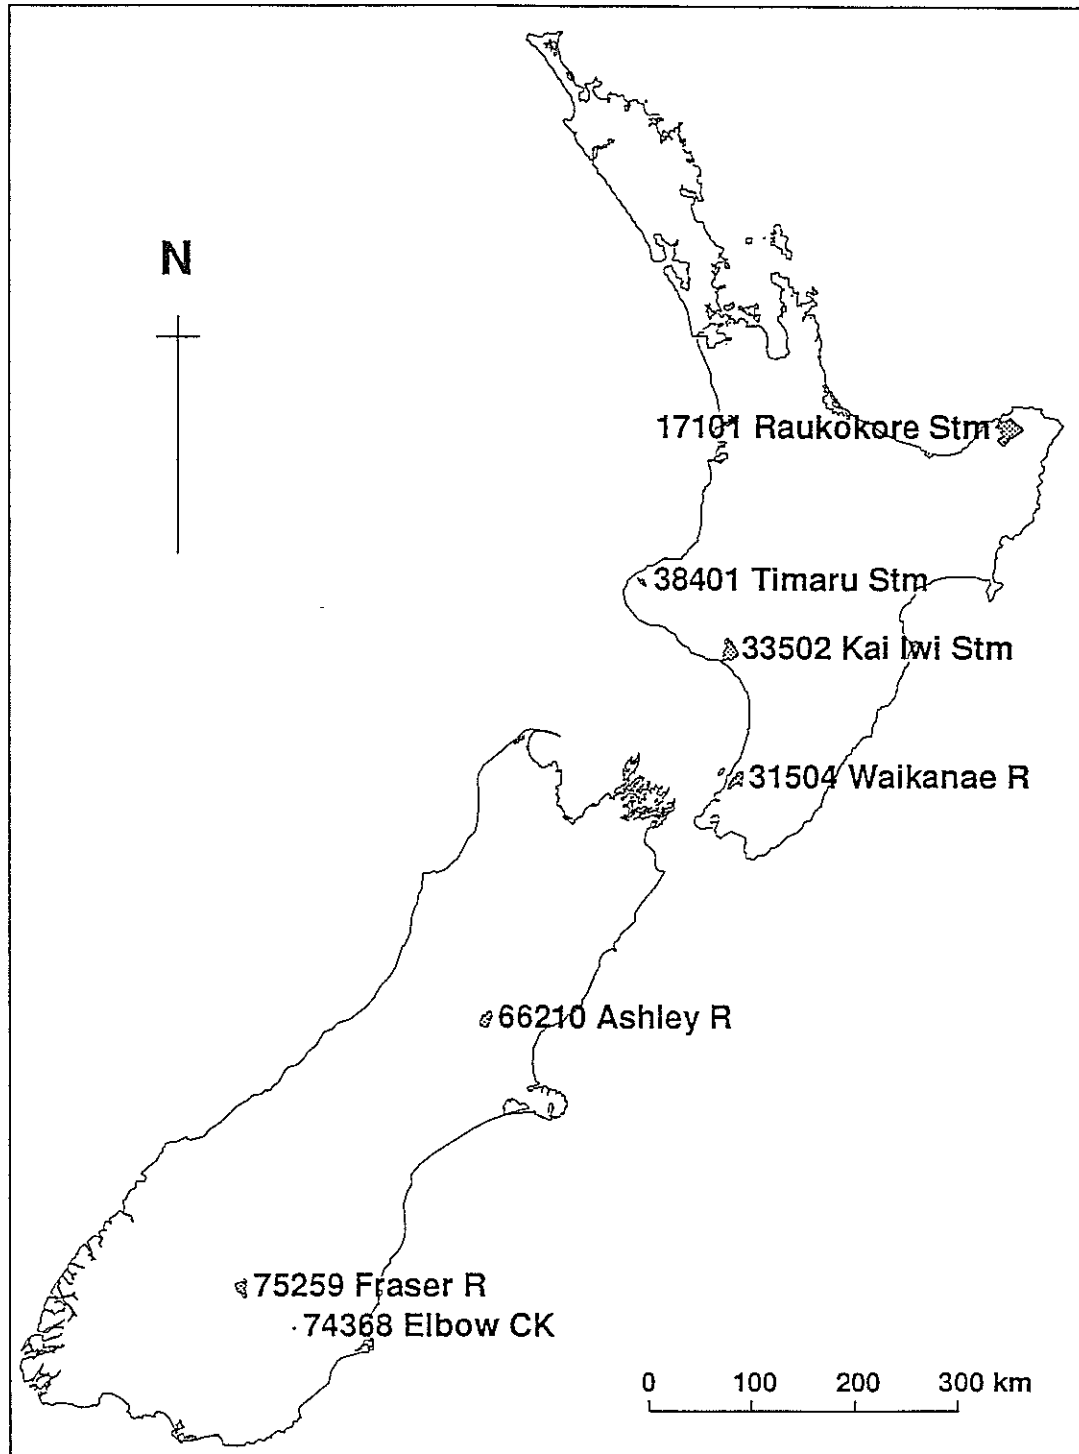 N
17101 Raukokore Stm
38401 Timaru Stm
33502 Kai Iwi Stm
31504 Waikanae R
66210 Ashley R
75259 Fraser R
74368 Elbow CK
0 100 200 300 km